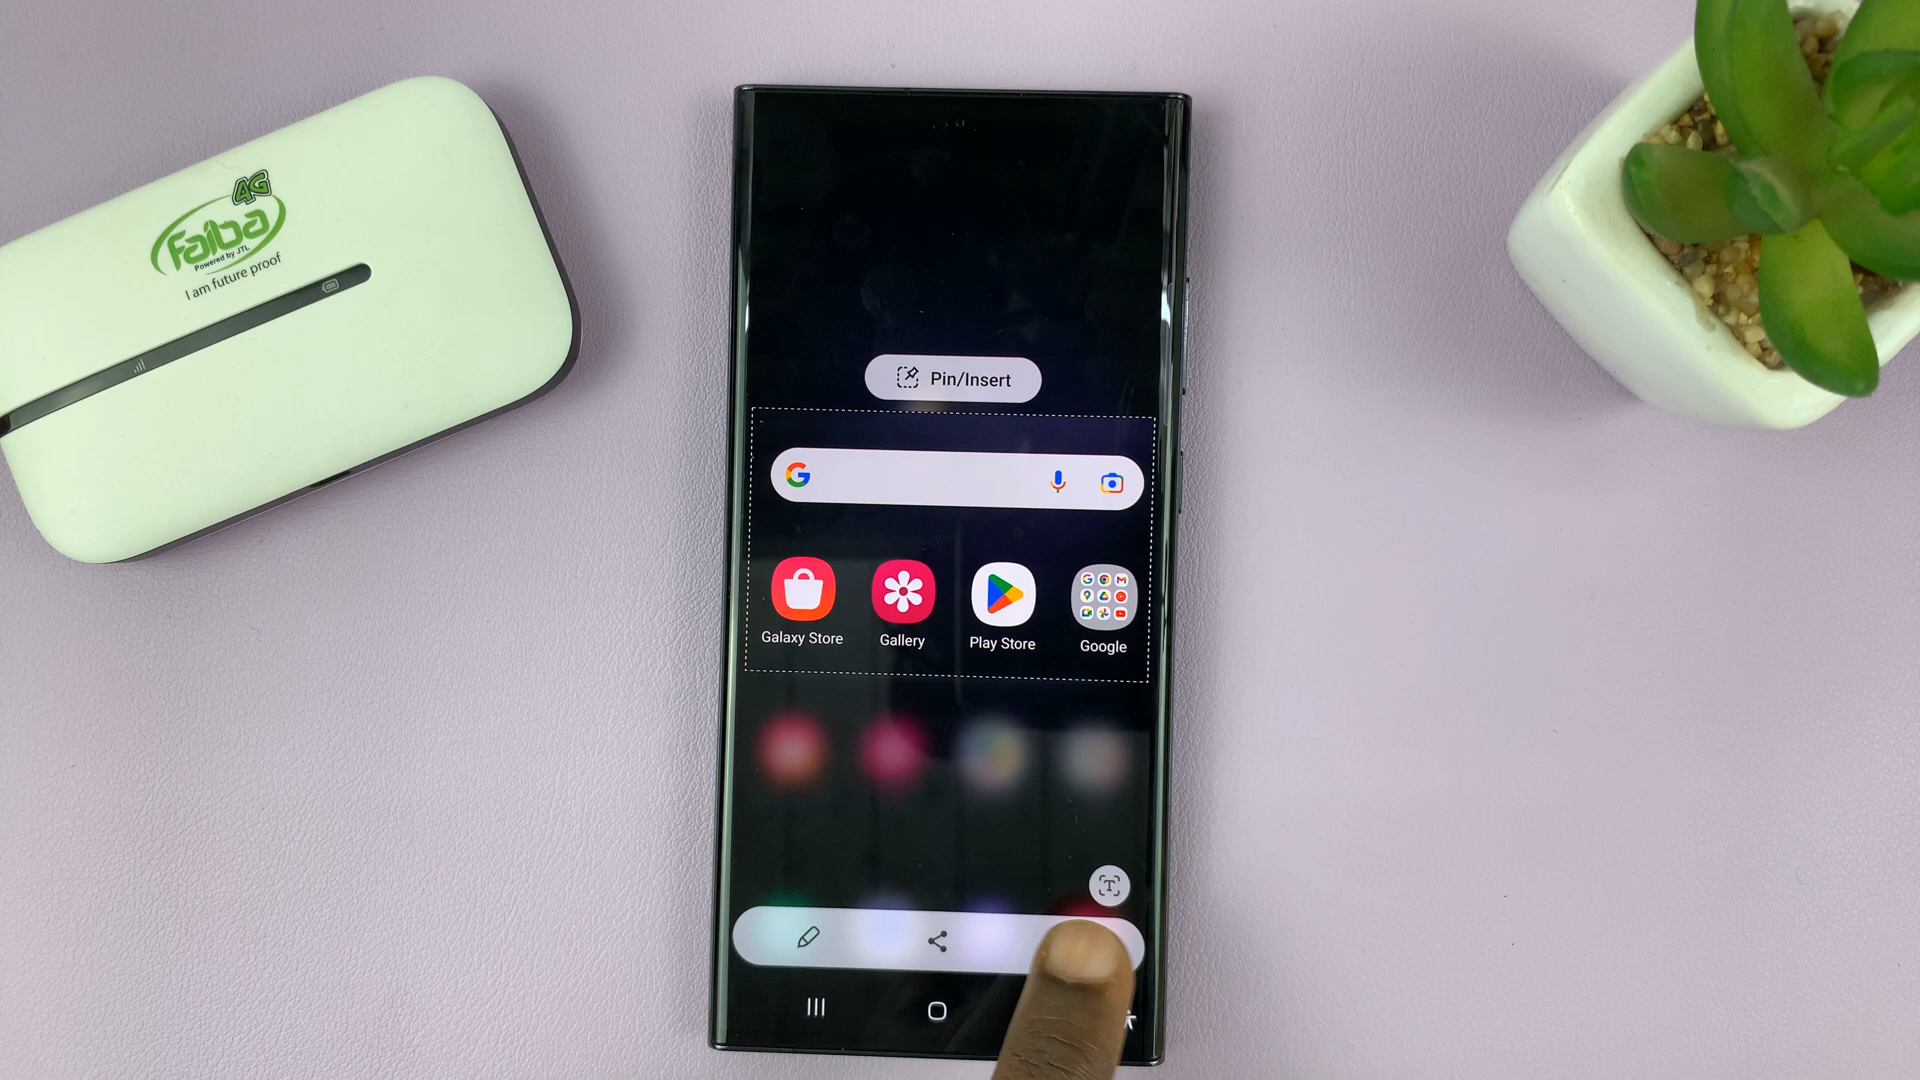 4G
Faiba
Powered by JTL
I am future proof
Pin/Insert
Galaxy Store
Gallery
Play Store
Google